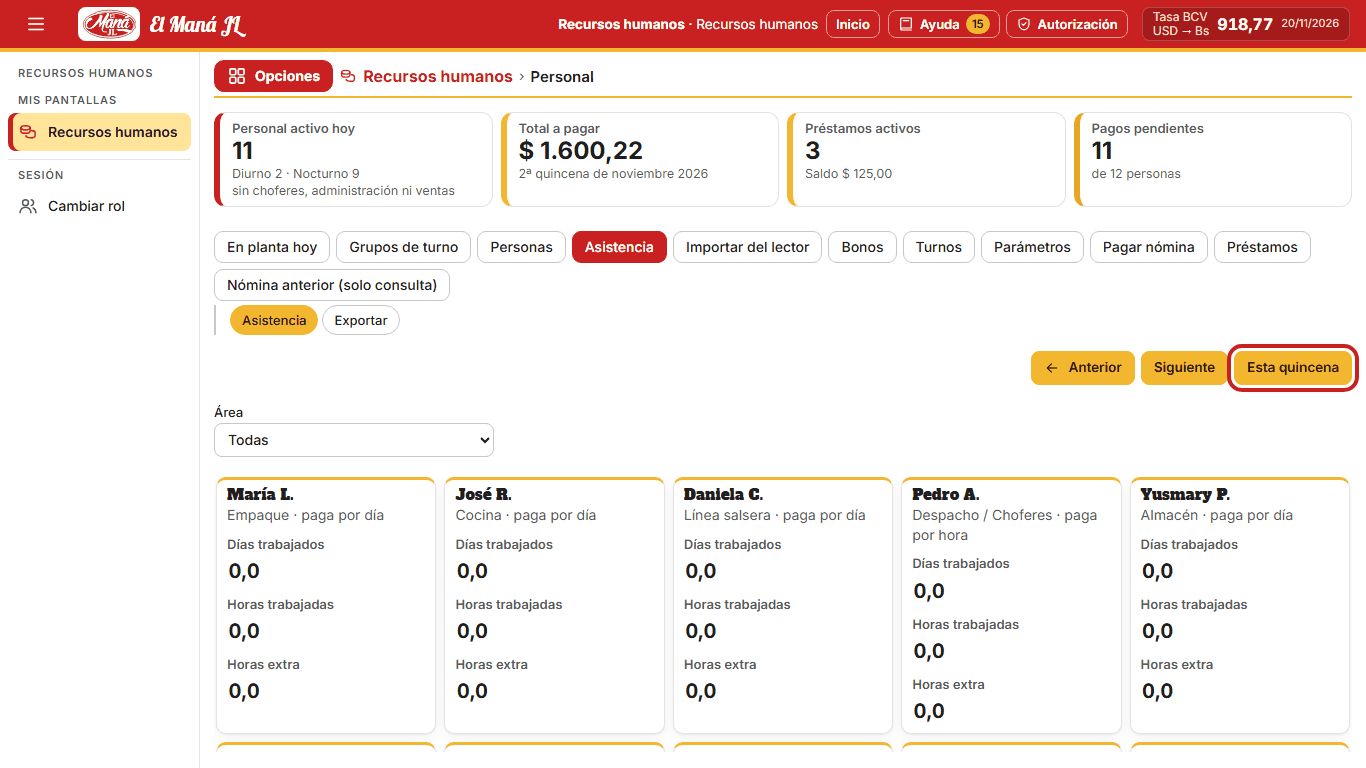 El Maná JL
El Maná JL
Recursos humanos · Recursos humanos
Inicio
Ayuda 15
Autorización
Tasa BCV
USD → Bs
918,77
20/11/2026
RECURSOS HUMANOS
MIS PANTALLAS
Recursos humanos
SESIÓN
Cambiar rol
Opciones
Recursos humanos › Personal
Personal activo hoy
11
Diurno 2 · Nocturno 9
sin choferes, administración ni ventas
Total a pagar
$ 1.600,22
2ª quincena de noviembre 2026
Préstamos activos
3
Saldo $ 125,00
Pagos pendientes
11
de 12 personas
En planta hoy
Grupos de turno
Personas
Asistencia
Importar del lector
Bonos
Turnos
Parámetros
Pagar nómina
Préstamos
Nómina anterior (solo consulta)
Asistencia
Exportar
← Anterior
Siguiente
Esta quincena
Área
Todas
María L.
Empaque · paga por día
Días trabajados
0,0
Horas trabajadas
0,0
Horas extra
0,0
José R.
Cocina · paga por día
Días trabajados
0,0
Horas trabajadas
0,0
Horas extra
0,0
Daniela C.
Línea salsera · paga por día
Días trabajados
0,0
Horas trabajadas
0,0
Horas extra
0,0
Pedro A.
Despacho / Choferes · paga
por hora
Días trabajados
0,0
Horas trabajadas
0,0
Horas extra
0,0
Yusmary P.
Almacén · paga por día
Días trabajados
0,0
Horas trabajadas
0,0
Horas extra
0,0